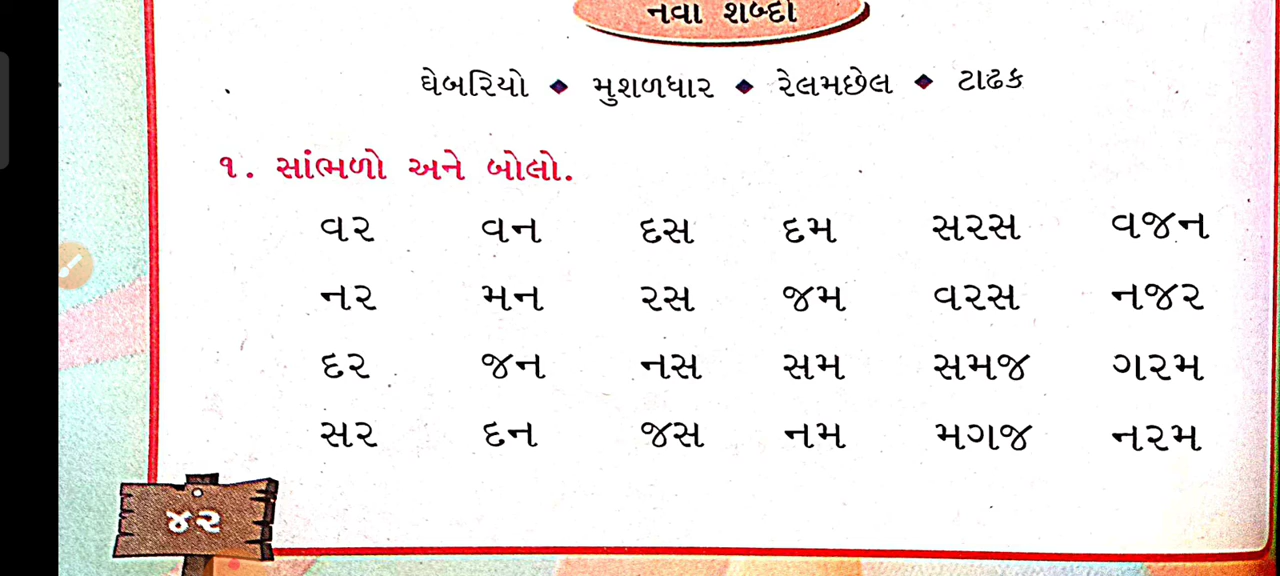 નવા શબ્દો
ઘેબરિયો ◆ મુશળધાર ◆ રેલમછેલ ◆ ટાઢક
૧. સાંભળો અને બોલો.
વર વન દસ દમ સરસ વજન
નર મન રસ જમ વરસ નજર
દર જન નસ સમ સમજ ગરમ
સર દન જસ નમ મગજ નરમ
૪૨